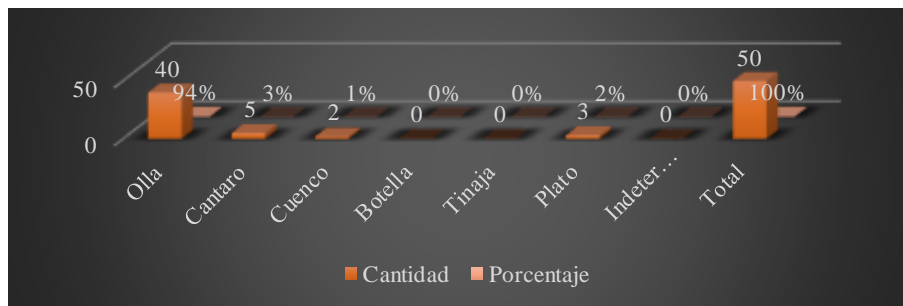 50
0
40
5
2
0
0
3
0
50
94%
3%
1%
0%
0%
2%
0%
100%
Olla
Cantaro
Cuenco
Botella
Tinaja
Plato
Indeter...
Total
Cantidad
Porcentaje